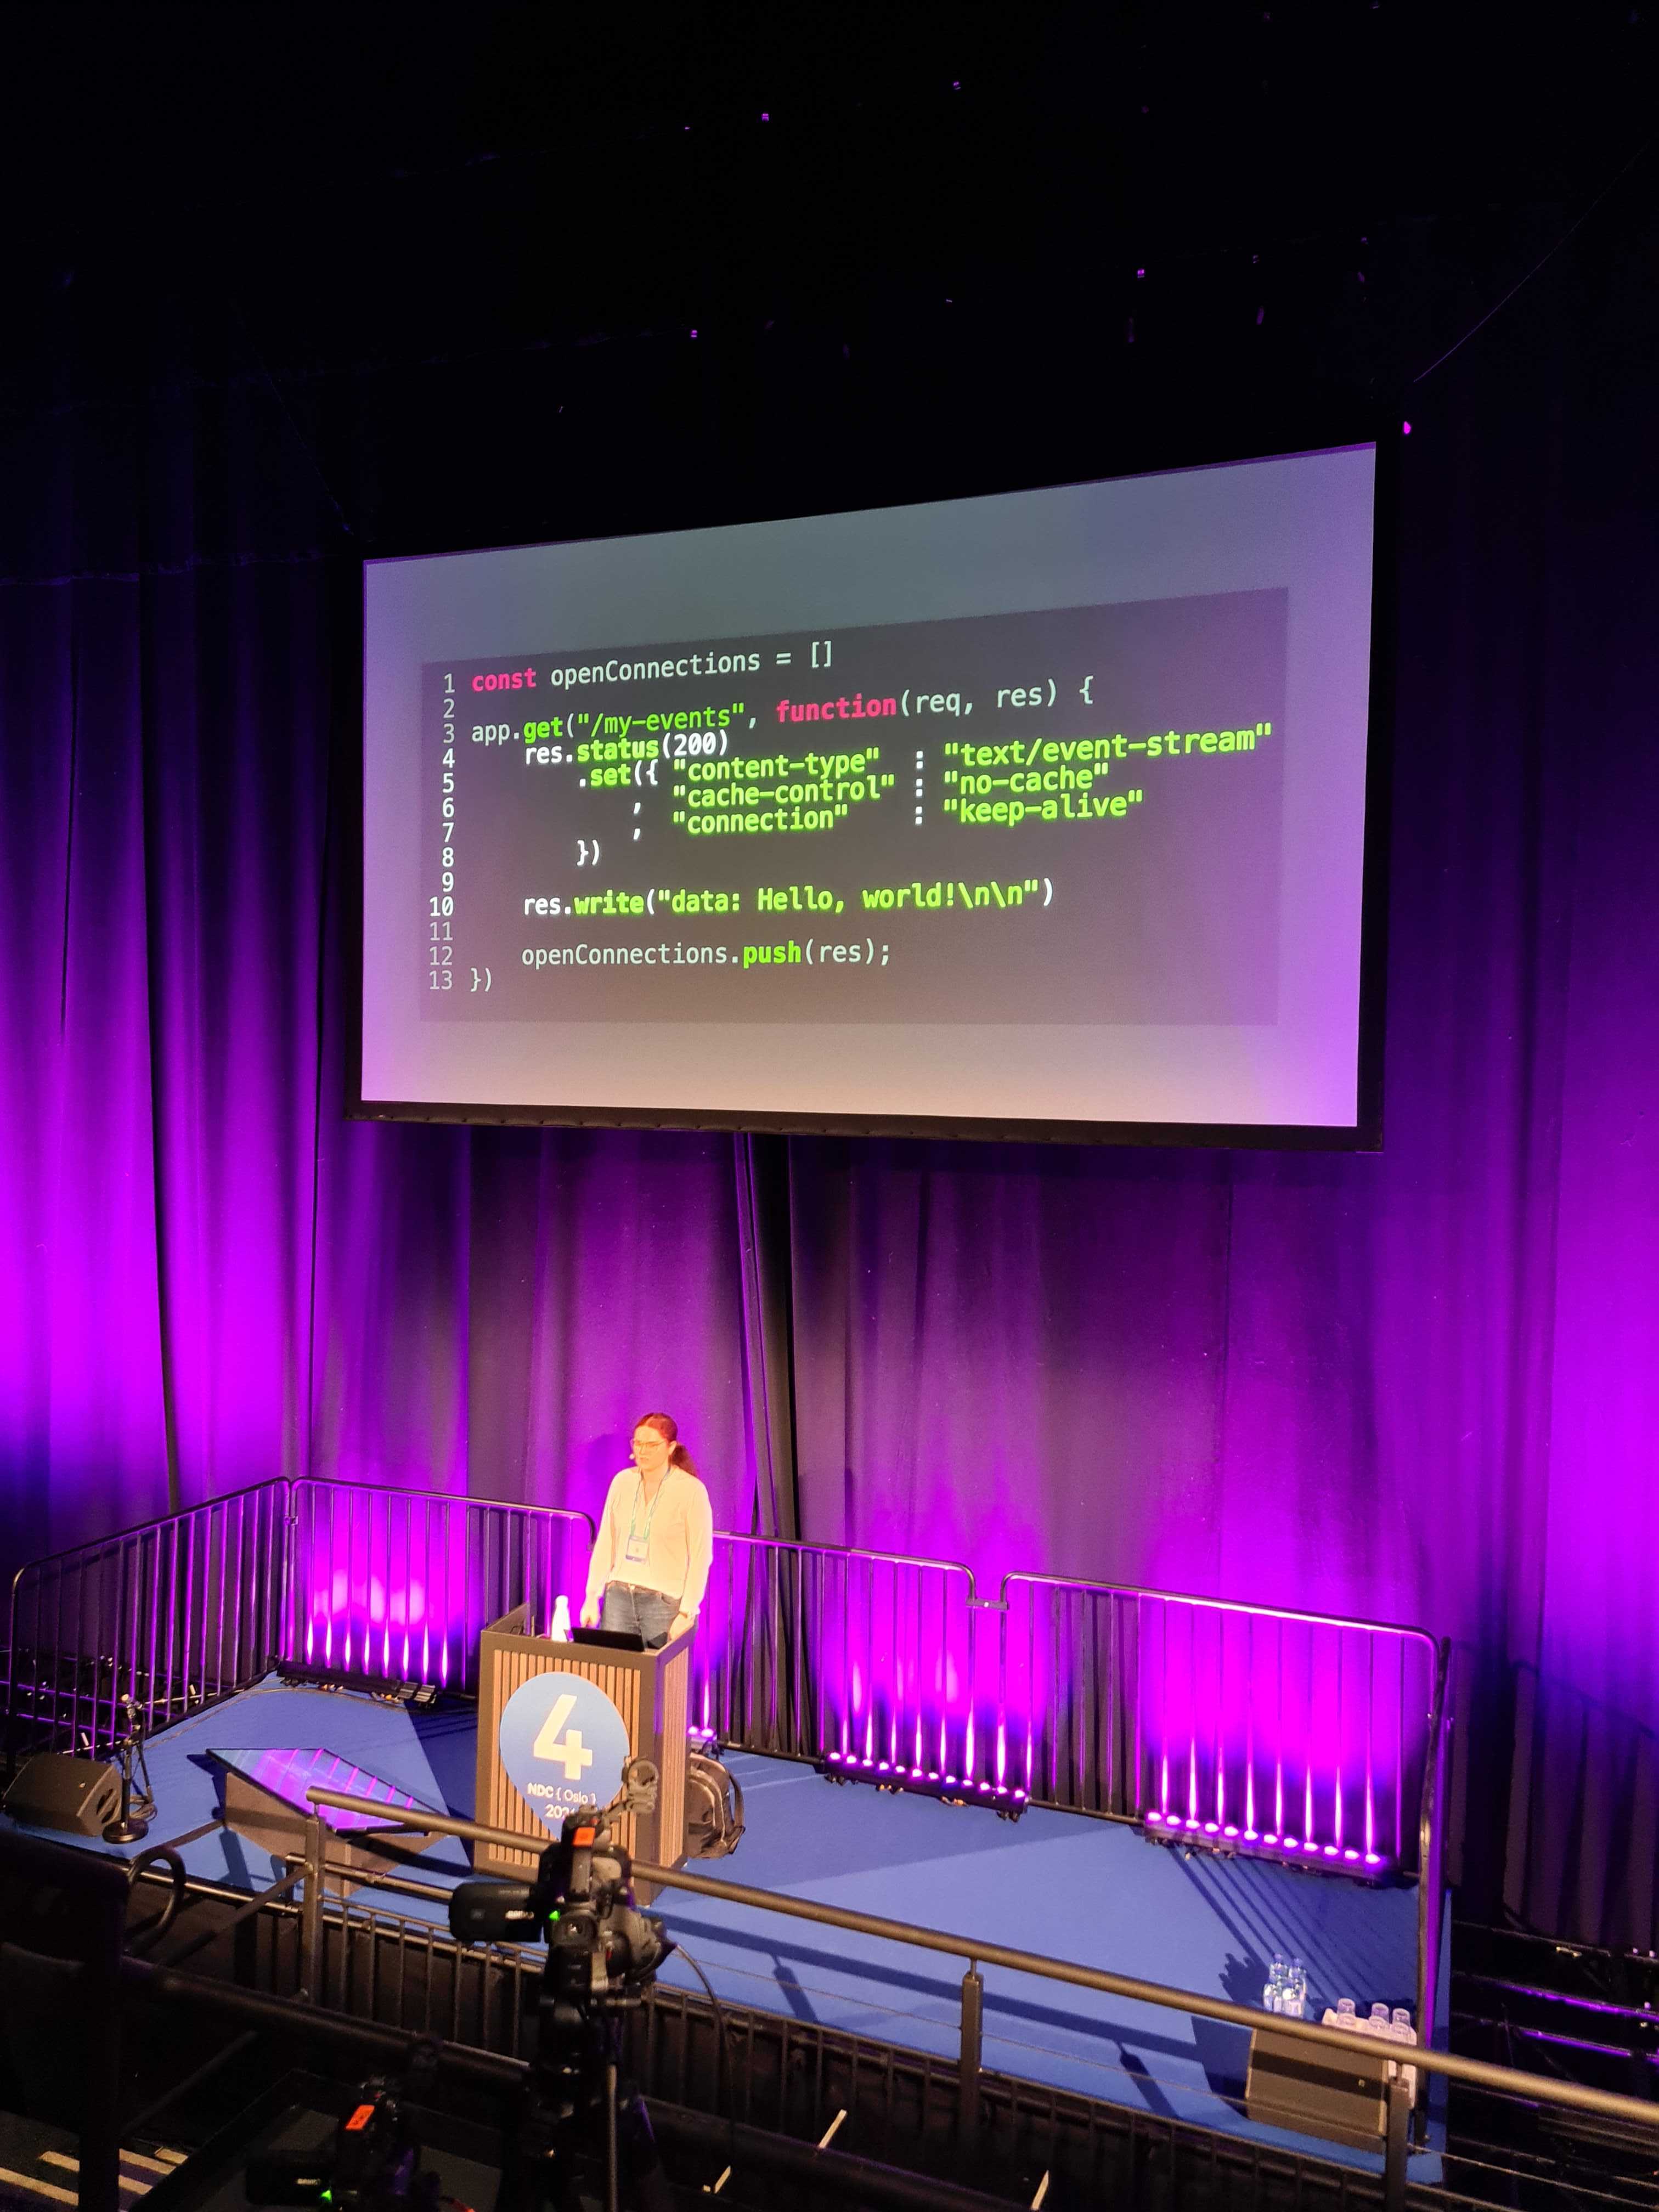 1 const openConnections = []
2
3 app.get("/my-events", function(req, res) {
4     res.status(200)
5         .set({ "content-type"  : "text/event-stream"
6             , "cache-control" : "no-cache"
7             , "connection"    : "keep-alive"
8         })
9
10     res.write("data: Hello, world!\n\n")
11
12     openConnections.push(res);
13 })
4
NDC { Oslo }